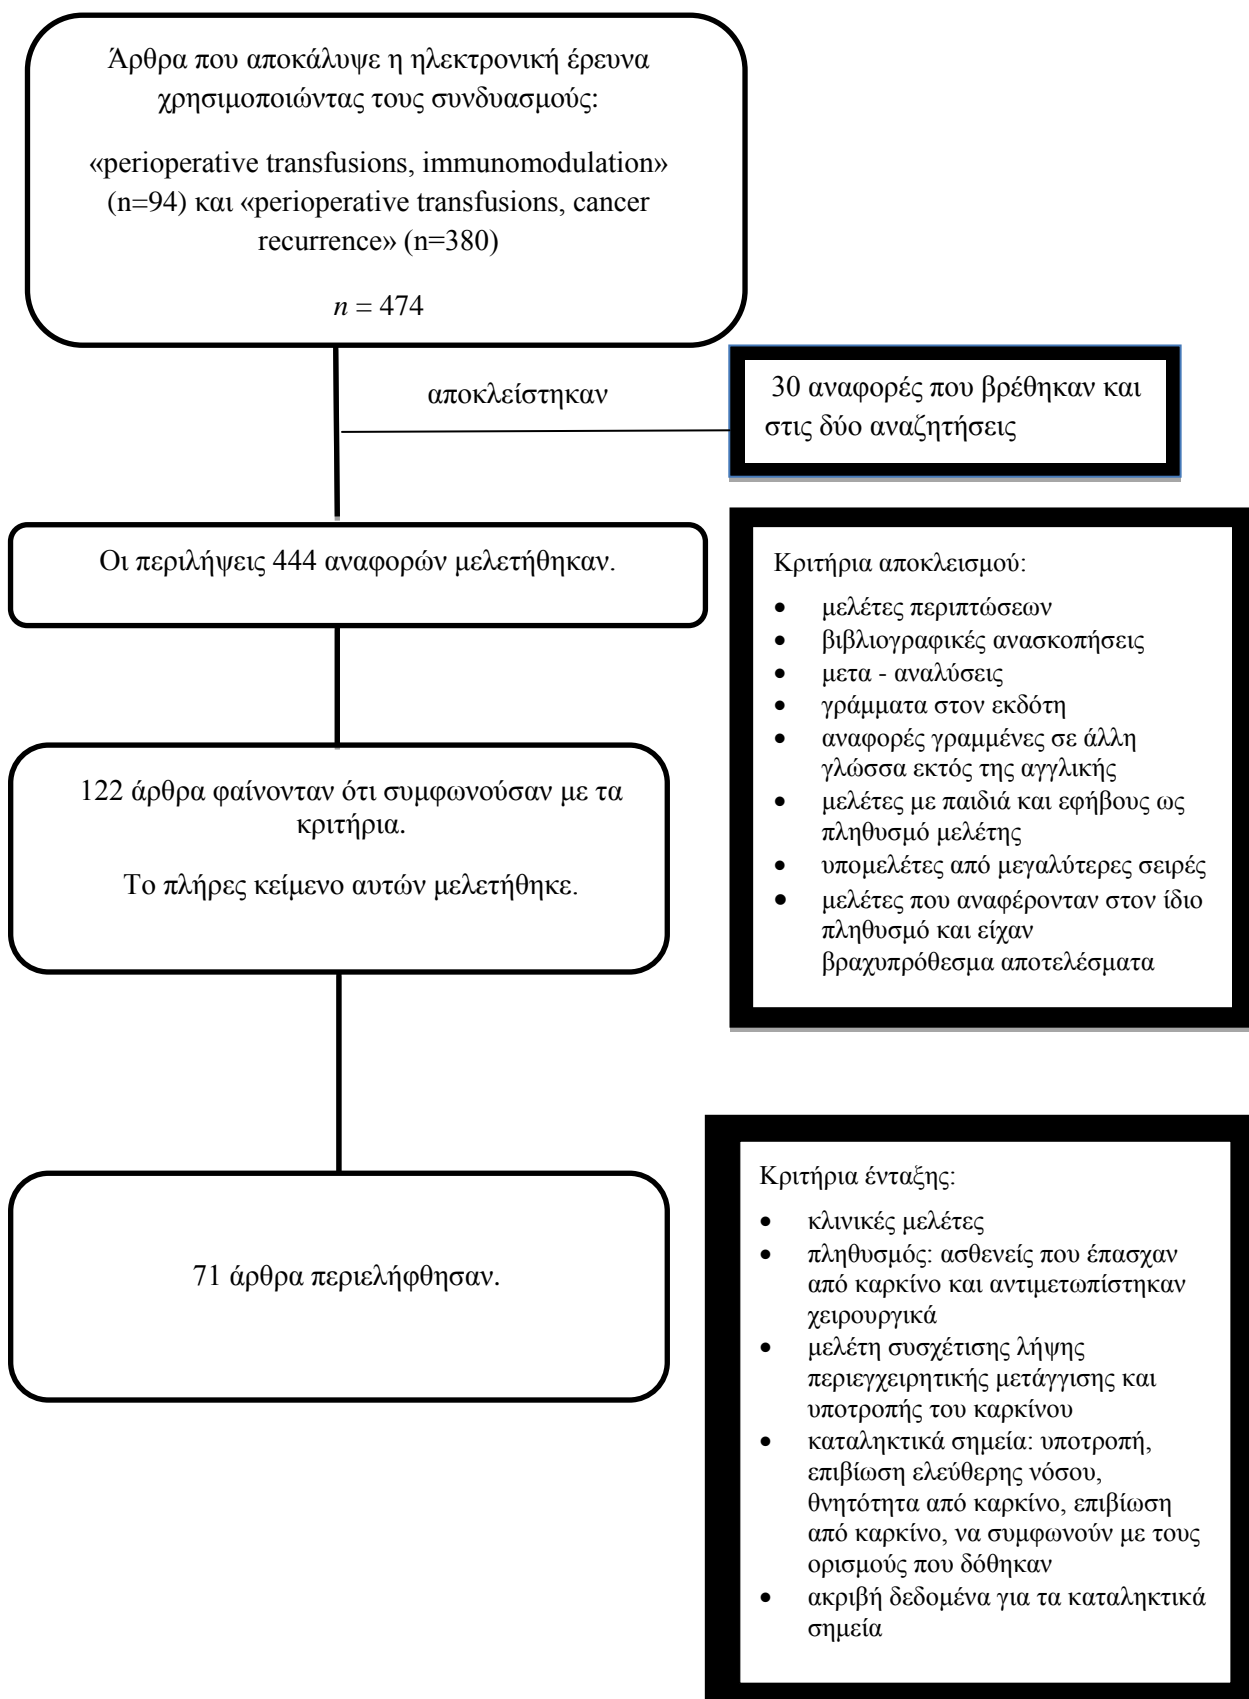 Άρθρα που αποκάλυψε η ηλεκτρονική έρευνα
χρησιμοποιώντας τους συνδυασμούς:
«perioperative transfusions, immunomodulation»
(n=94) και «perioperative transfusions, cancer
recurrence» (n=380)
n = 474
αποκλείστηκαν
30 αναφορές που βρέθηκαν και
στις δύο αναζητήσεις
Οι περιλήψεις 444 αναφορών μελετήθηκαν.
Κριτήρια αποκλεισμού:
• μελέτες περιπτώσεων
• βιβλιογραφικές ανασκοπήσεις
• μετα - αναλύσεις
• γράμματα στον εκδότη
• αναφορές γραμμένες σε άλλη
γλώσσα εκτός της αγγλικής
• μελέτες με παιδιά και εφήβους ως
πληθυσμό μελέτης
• υπομελέτες από μεγαλύτερες σειρές
• μελέτες που αναφέρονταν στον ίδιο
πληθυσμό και είχαν
βραχυπρόθεσμα αποτελέσματα
122 άρθρα φαίνονταν ότι συμφωνούσαν με τα
κριτήρια.
Το πλήρες κείμενο αυτών μελετήθηκε.
71 άρθρα περιελήφθησαν.
Κριτήρια ένταξης:
• κλινικές μελέτες
• πληθυσμός: ασθενείς που έπασχαν
από καρκίνο και αντιμετωπίστηκαν
χειρουργικά
• μελέτη συσχέτισης λήψης
περιεγχειρητικής μετάγγισης και
υποτροπής του καρκίνου
• καταληκτικά σημεία: υποτροπή,
επιβίωση ελεύθερης νόσου,
θνητότητα από καρκίνο, επιβίωση
από καρκίνο, να συμφωνούν με τους
ορισμούς που δόθηκαν
• ακριβή δεδομένα για τα καταληκτικά
σημεία